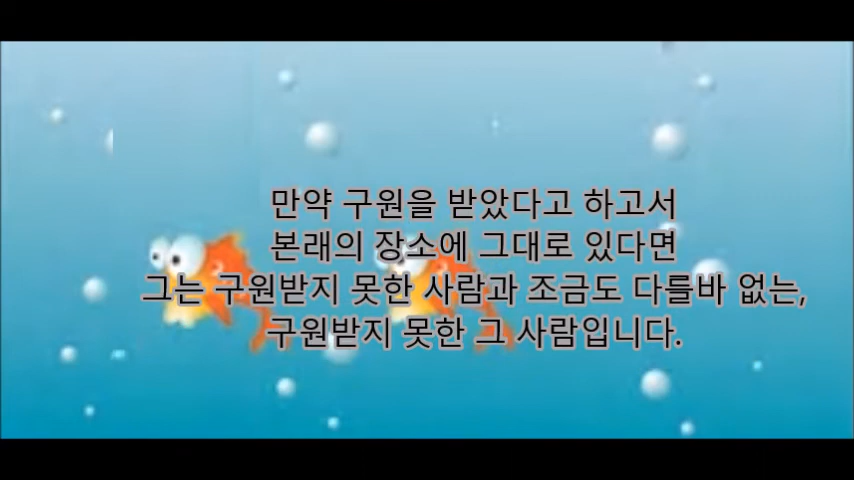 만약 구원을 받았다고 하고서
본래의 장소에 그대로 있다면
그는 구원받지 못한 사람과 조금도 다를바 없는,
구원받지 못한 그 사람입니다.